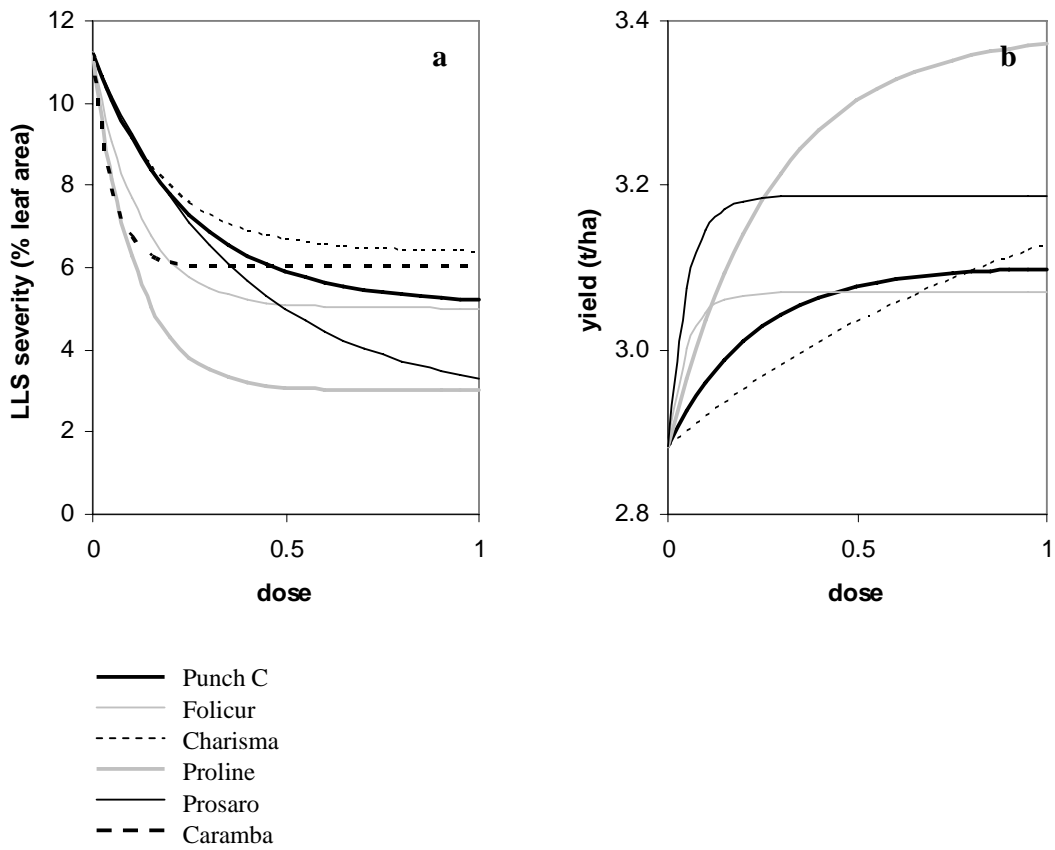 12
10
8
6
4
2
0
LLS severity (% leaf area)
a
0
0.5
1
dose
3.4
3.2
3.0
2.8
yield (t/ha)
b
0
0.5
1
dose
Punch C
Folicur
Charisma
Proline
Prosaro
Caramba